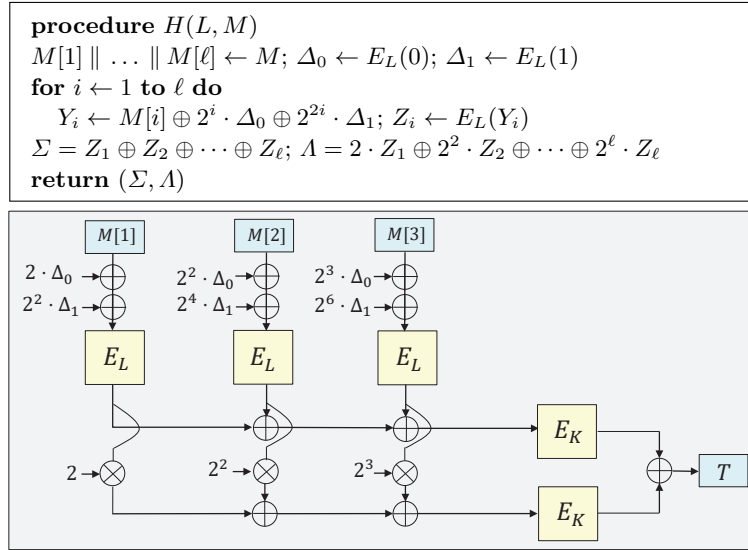 procedure H(L, M)
M[1] ∥ … ∥ M[ℓ] ← M; Δ₀ ← E_L(0); Δ₁ ← E_L(1)
for i ← 1 to ℓ do
Y_i ← M[i] ⊕ 2^i · Δ₀ ⊕ 2^{2i} · Δ₁; Z_i ← E_L(Y_i)
Σ = Z₁ ⊕ Z₂ ⊕ ··· ⊕ Z_ℓ; Λ = 2 · Z₁ ⊕ 2² · Z₂ ⊕ ··· ⊕ 2^ℓ · Z_ℓ
return (Σ, Λ)
M[1] M[2] M[3]
2 · Δ₀ 2² · Δ₀ 2³ · Δ₀
2² · Δ₁ 2⁴ · Δ₁ 2⁶ · Δ₁
E_L E_L E_L
E_K
2 2² 2³ T
E_K